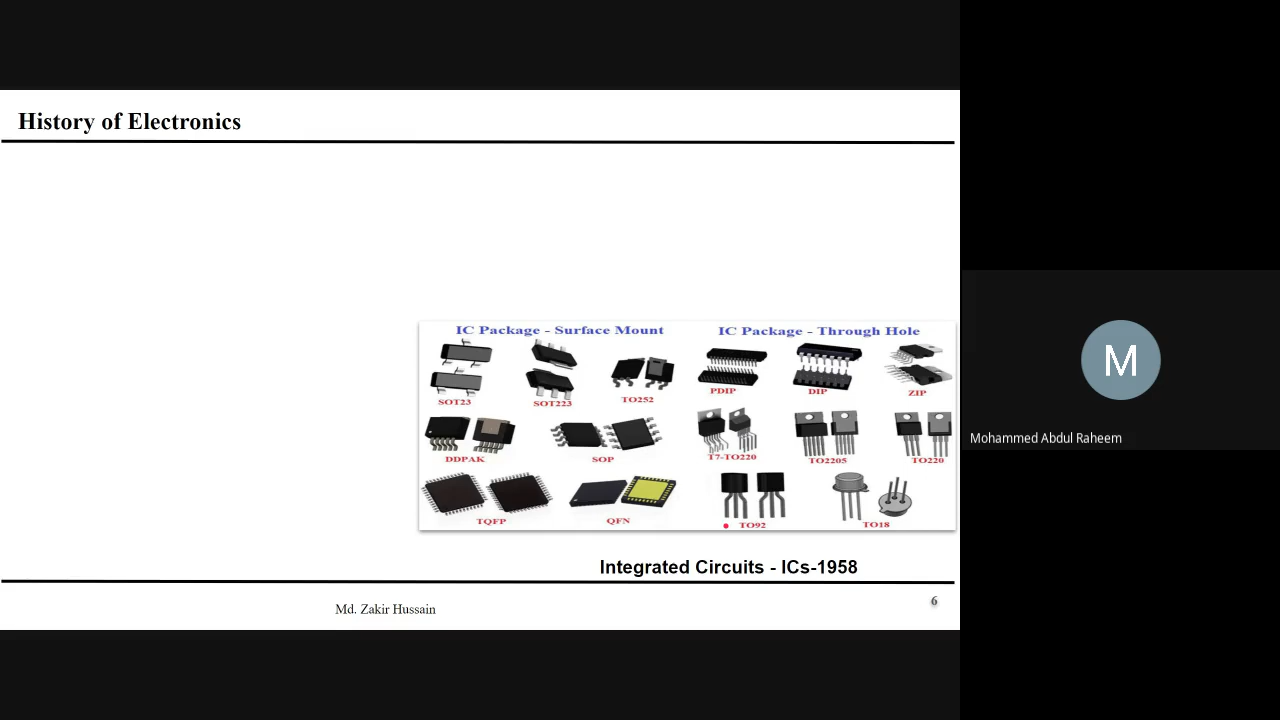 History of Electronics
IC Package - Surface Mount
IC Package - Through Hole
SOT23
SOT223
TO252
PDIP
DIP
ZIP
DDPAK
SOP
T7-TO220
TO2205
TO220
TQFP
QFN
TO92
TO18
Integrated Circuits - ICs-1958
Md. Zakir Hussain
6
M
Mohammed Abdul Raheem